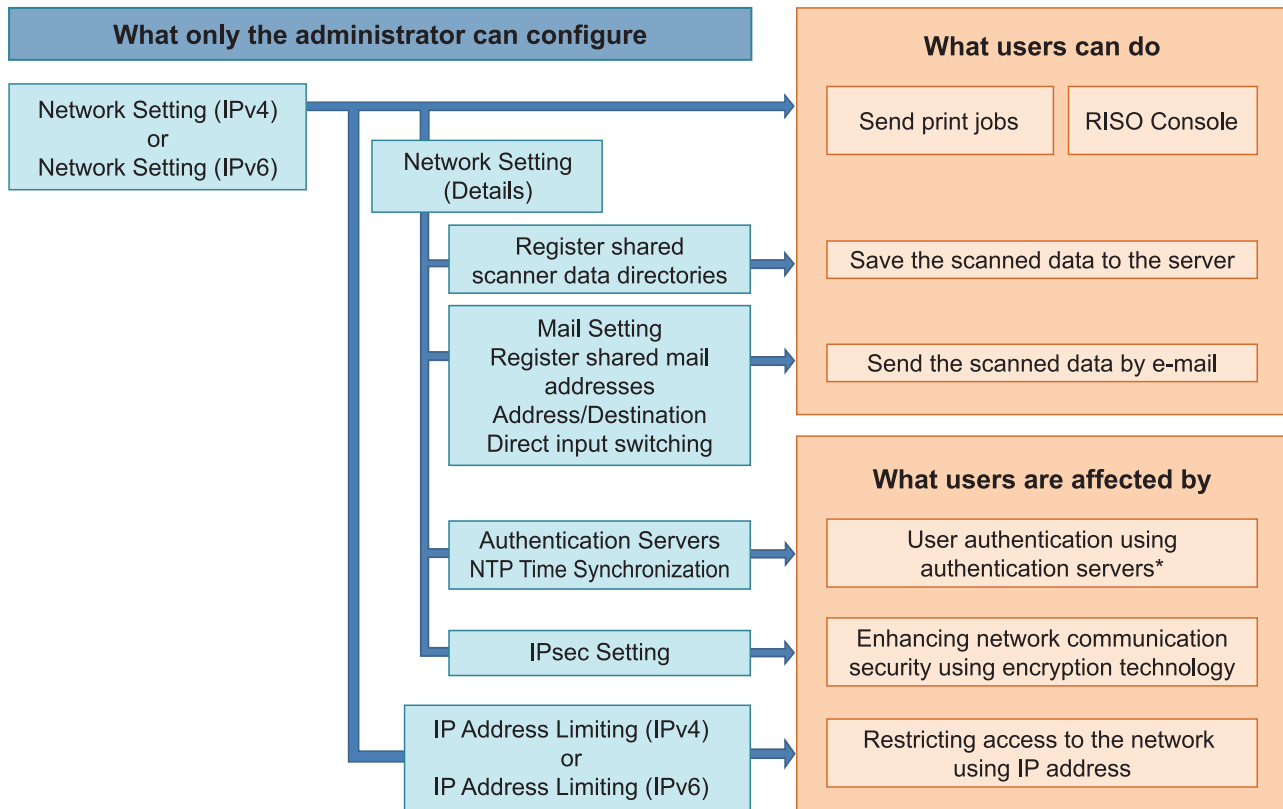 What only the administrator can configure
Network Setting (IPv4)
or
Network Setting (IPv6)
Network Setting
(Details)
Register shared
scanner data directories
Mail Setting
Register shared mail
addresses
Address/Destination
Direct input switching
Authentication Servers
NTP Time Synchronization
IPsec Setting
IP Address Limiting (IPv4)
or
IP Address Limiting (IPv6)
What users can do
Send print jobs
RISO Console
Save the scanned data to the server
Send the scanned data by e-mail
What users are affected by
User authentication using
authentication servers*
Enhancing network communication
security using encryption technology
Restricting access to the network
using IP address